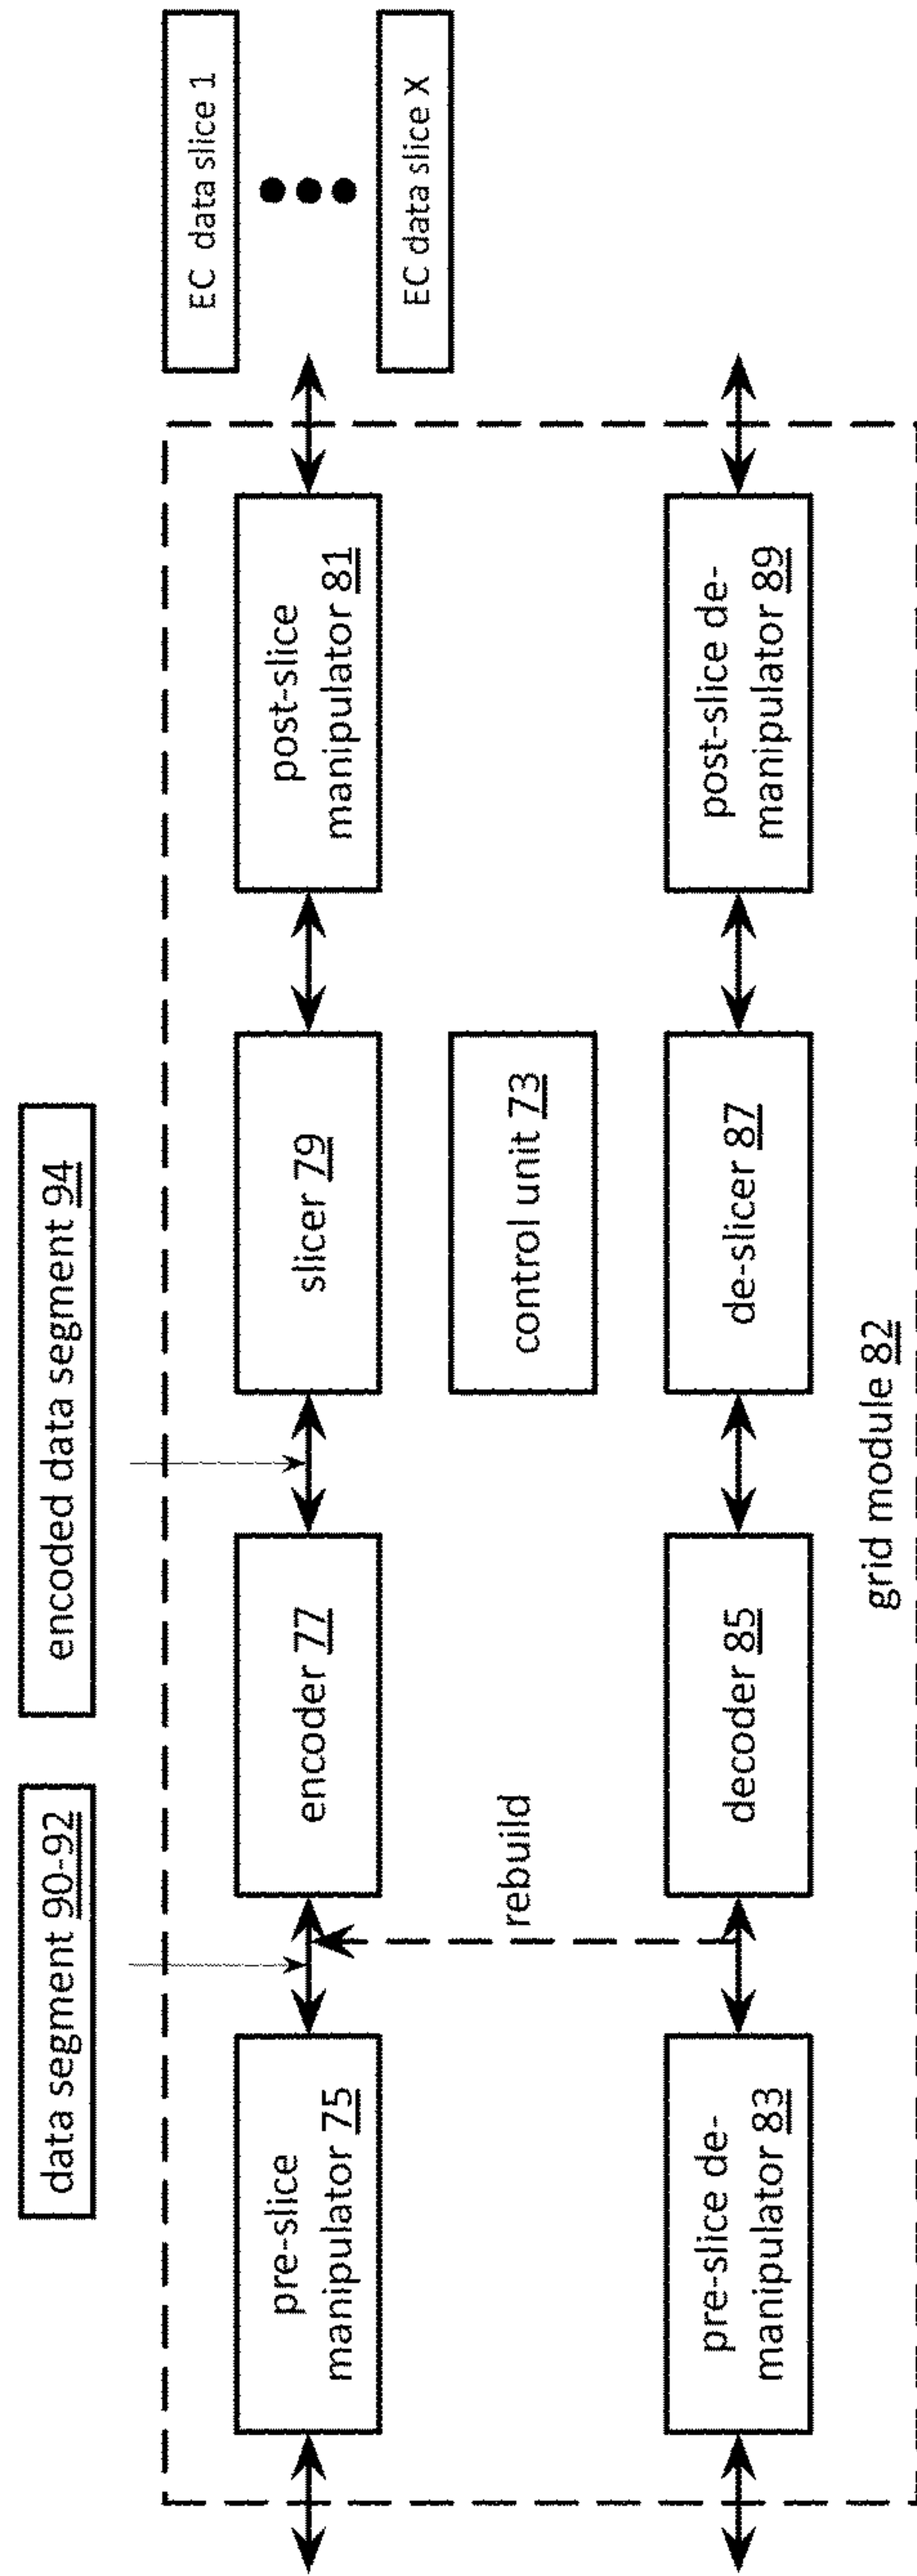 data segment 90-92
encoded data segment 94
EC data slice 1
EC data slice X
pre-slice
manipulator 75
encoder 77
slicer 79
post-slice
manipulator 81
rebuild
control unit 73
pre-slice de-
manipulator 83
decoder 85
de-slicer 87
post-slice de-
manipulator 89
grid module 82